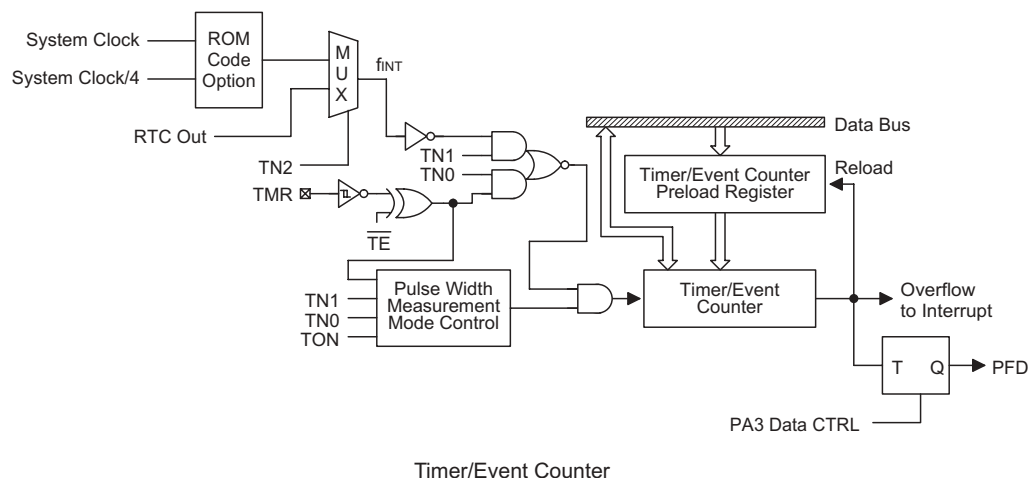 System Clock
System Clock/4
ROM
Code
Option
M
U
X
fINT
RTC Out
TN2
TN1
TN0
TMR
TE
Data Bus
Timer/Event Counter
Preload Register
Reload
TN1
TN0
TON
Pulse Width
Measurement
Mode Control
Timer/Event
Counter
Overflow
to Interrupt
T Q
PFD
PA3 Data CTRL
Timer/Event Counter